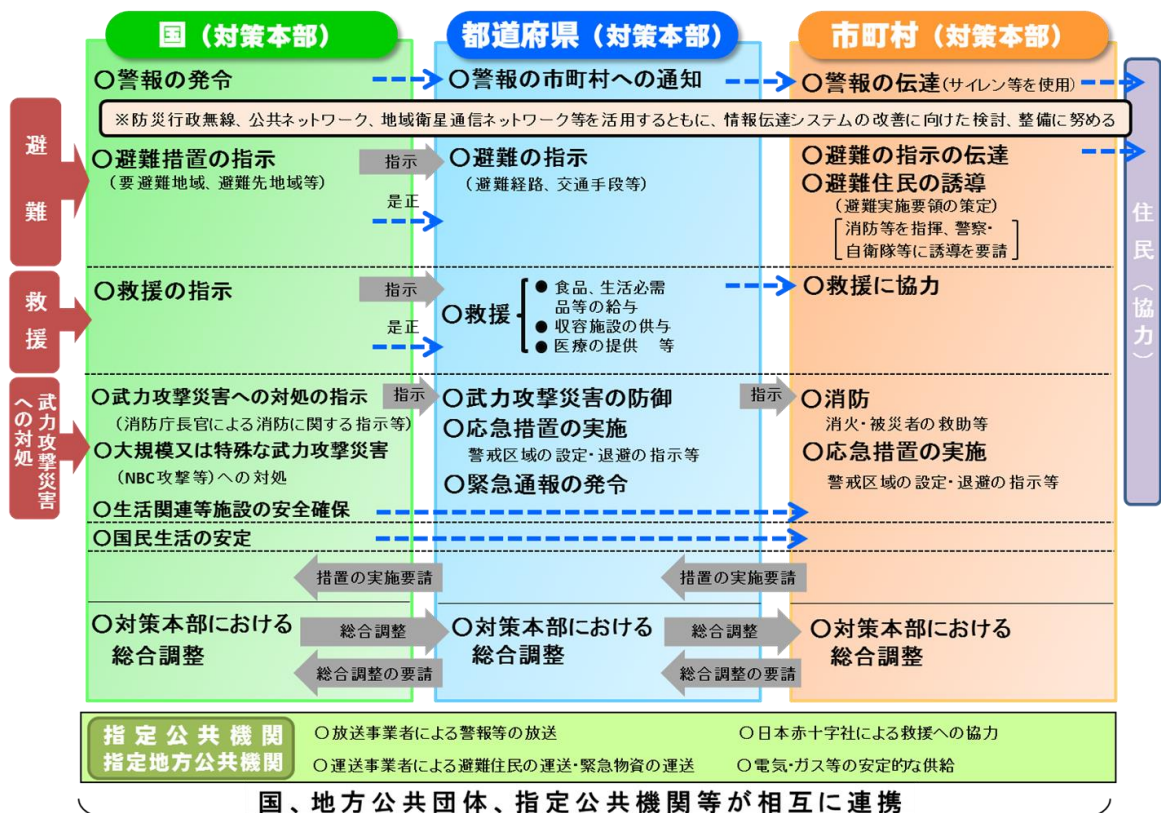 国（対策本部）
都道府県（対策本部）
市町村（対策本部）
〇警報の発令
〇警報の市町村への通知
〇警報の伝達(サイレン等を使用)
※防災行政無線、公共ネットワーク、地域衛星通信ネットワーク等を活用するともに、情報伝達システムの改善に向けた検討、整備に努める
避難
〇避難措置の指示
（要避難地域、避難先地域等）
指示
是正
〇避難の指示
（避難経路、交通手段等）
〇避難の指示の伝達
〇避難住民の誘導
（避難実施要領の策定）
消防等を指揮、警察・
自衛隊等に誘導を要請
住民（協力）
救援
〇救援の指示
指示
是正
〇救援
● 食品、生活必需
品等の給与
● 収容施設の供与
● 医療の提供　等
〇救援に協力
武力攻撃災害
への対処
〇武力攻撃災害への対処の指示
（消防庁長官による消防に関する指示等）
〇大規模又は特殊な武力攻撃災害
（NBC攻撃等）への対処
〇生活関連等施設の安全確保
〇国民生活の安定
指示
〇武力攻撃災害の防御
〇応急措置の実施
警戒区域の設定・退避の指示等
〇緊急通報の発令
指示
〇消防
消火・被災者の救助等
〇応急措置の実施
警戒区域の設定・退避の指示等
措置の実施要請
措置の実施要請
〇対策本部における
総合調整
総合調整
総合調整の要請
〇対策本部における
総合調整
総合調整
総合調整の要請
〇対策本部における
総合調整
指定公共機関
指定地方公共機関
〇放送事業者による警報等の放送
〇日本赤十字社による救援への協力
〇運送事業者による避難住民の運送・緊急物資の運送
〇電気・ガス等の安定的な供給
国、地方公共団体、指定公共機関等が相互に連携